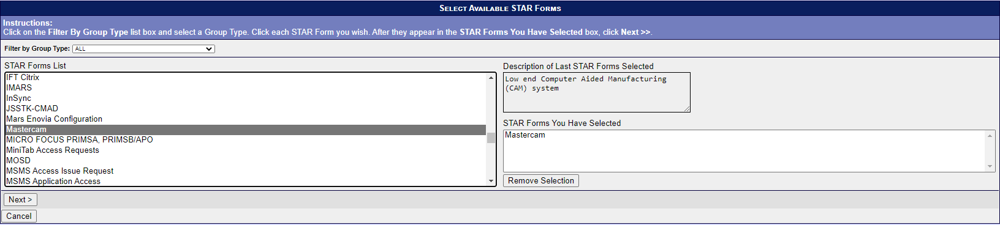 SELECT AVAILABLE STAR FORMS
Instructions:
Click on the Filter By Group Type list box and select a Group Type. Click each STAR Form you wish. After they appear in the STAR Forms You Have Selected box, click Next >>.
Filter by Group Type: ALL
STAR Forms List
IFT Citrix
IMARS
InSync
JSSTK-CMAD
Mars Enovia Configuration
Mastercam
MICRO FOCUS PRIMSA, PRIMSB/APO
MiniTab Access Requests
MOSD
MSMS Access Issue Request
MSMS Application Access
Description of Last STAR Forms Selected
Low end Computer Aided Manufacturing
(CAM) system
STAR Forms You Have Selected
Mastercam
Remove Selection
Next >
Cancel